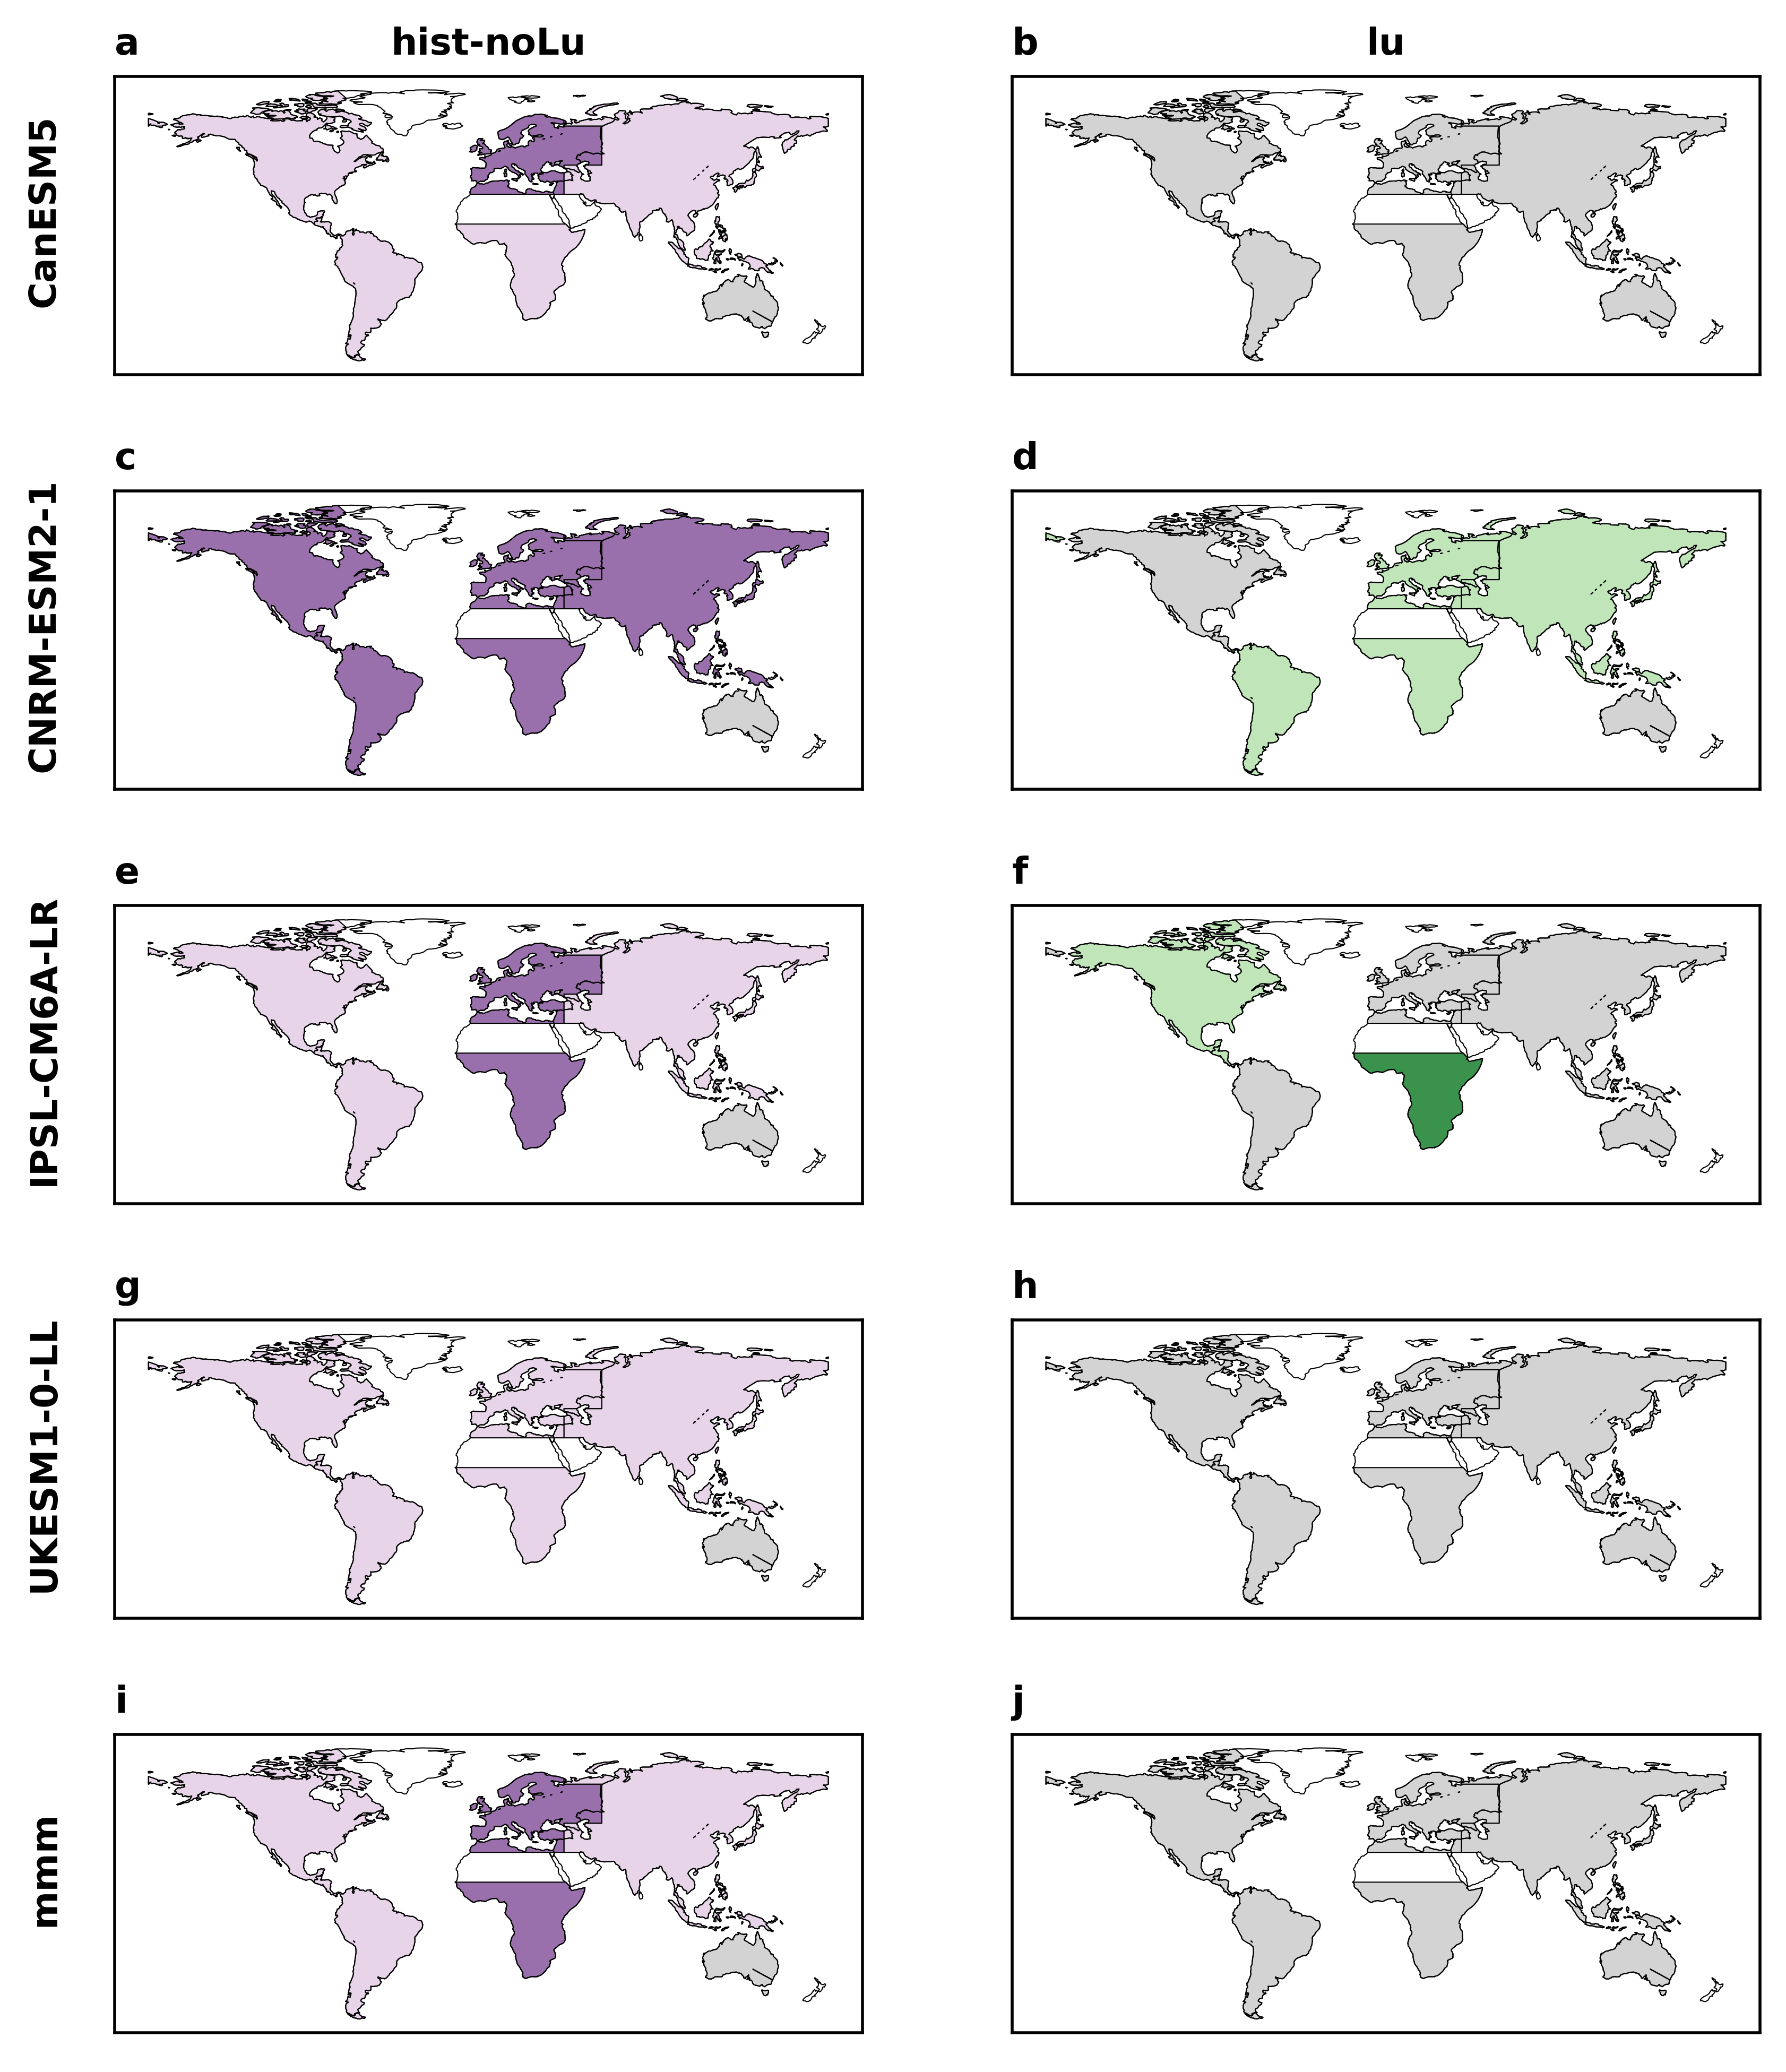 a hist-noLu b lu
CanESM5
c d
CNRM-ESM2-1
e f
IPSL-CM6A-LR
g h
UKESM1-0-LL
i j
mmm